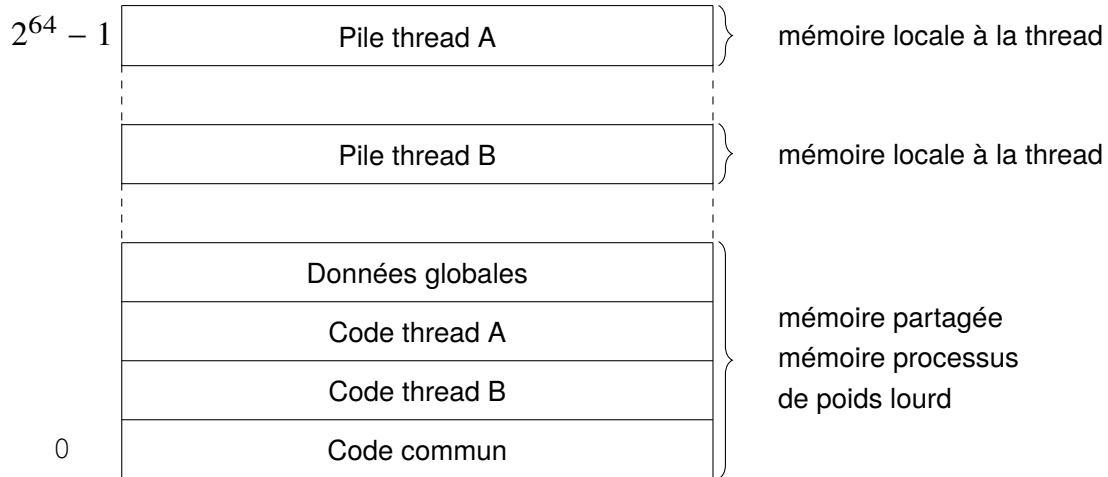 2^64 − 1 Pile thread A mémoire locale à la thread
Pile thread B mémoire locale à la thread
Données globales
Code thread A mémoire partagée
Code thread B mémoire processus
de poids lourd
0 Code commun